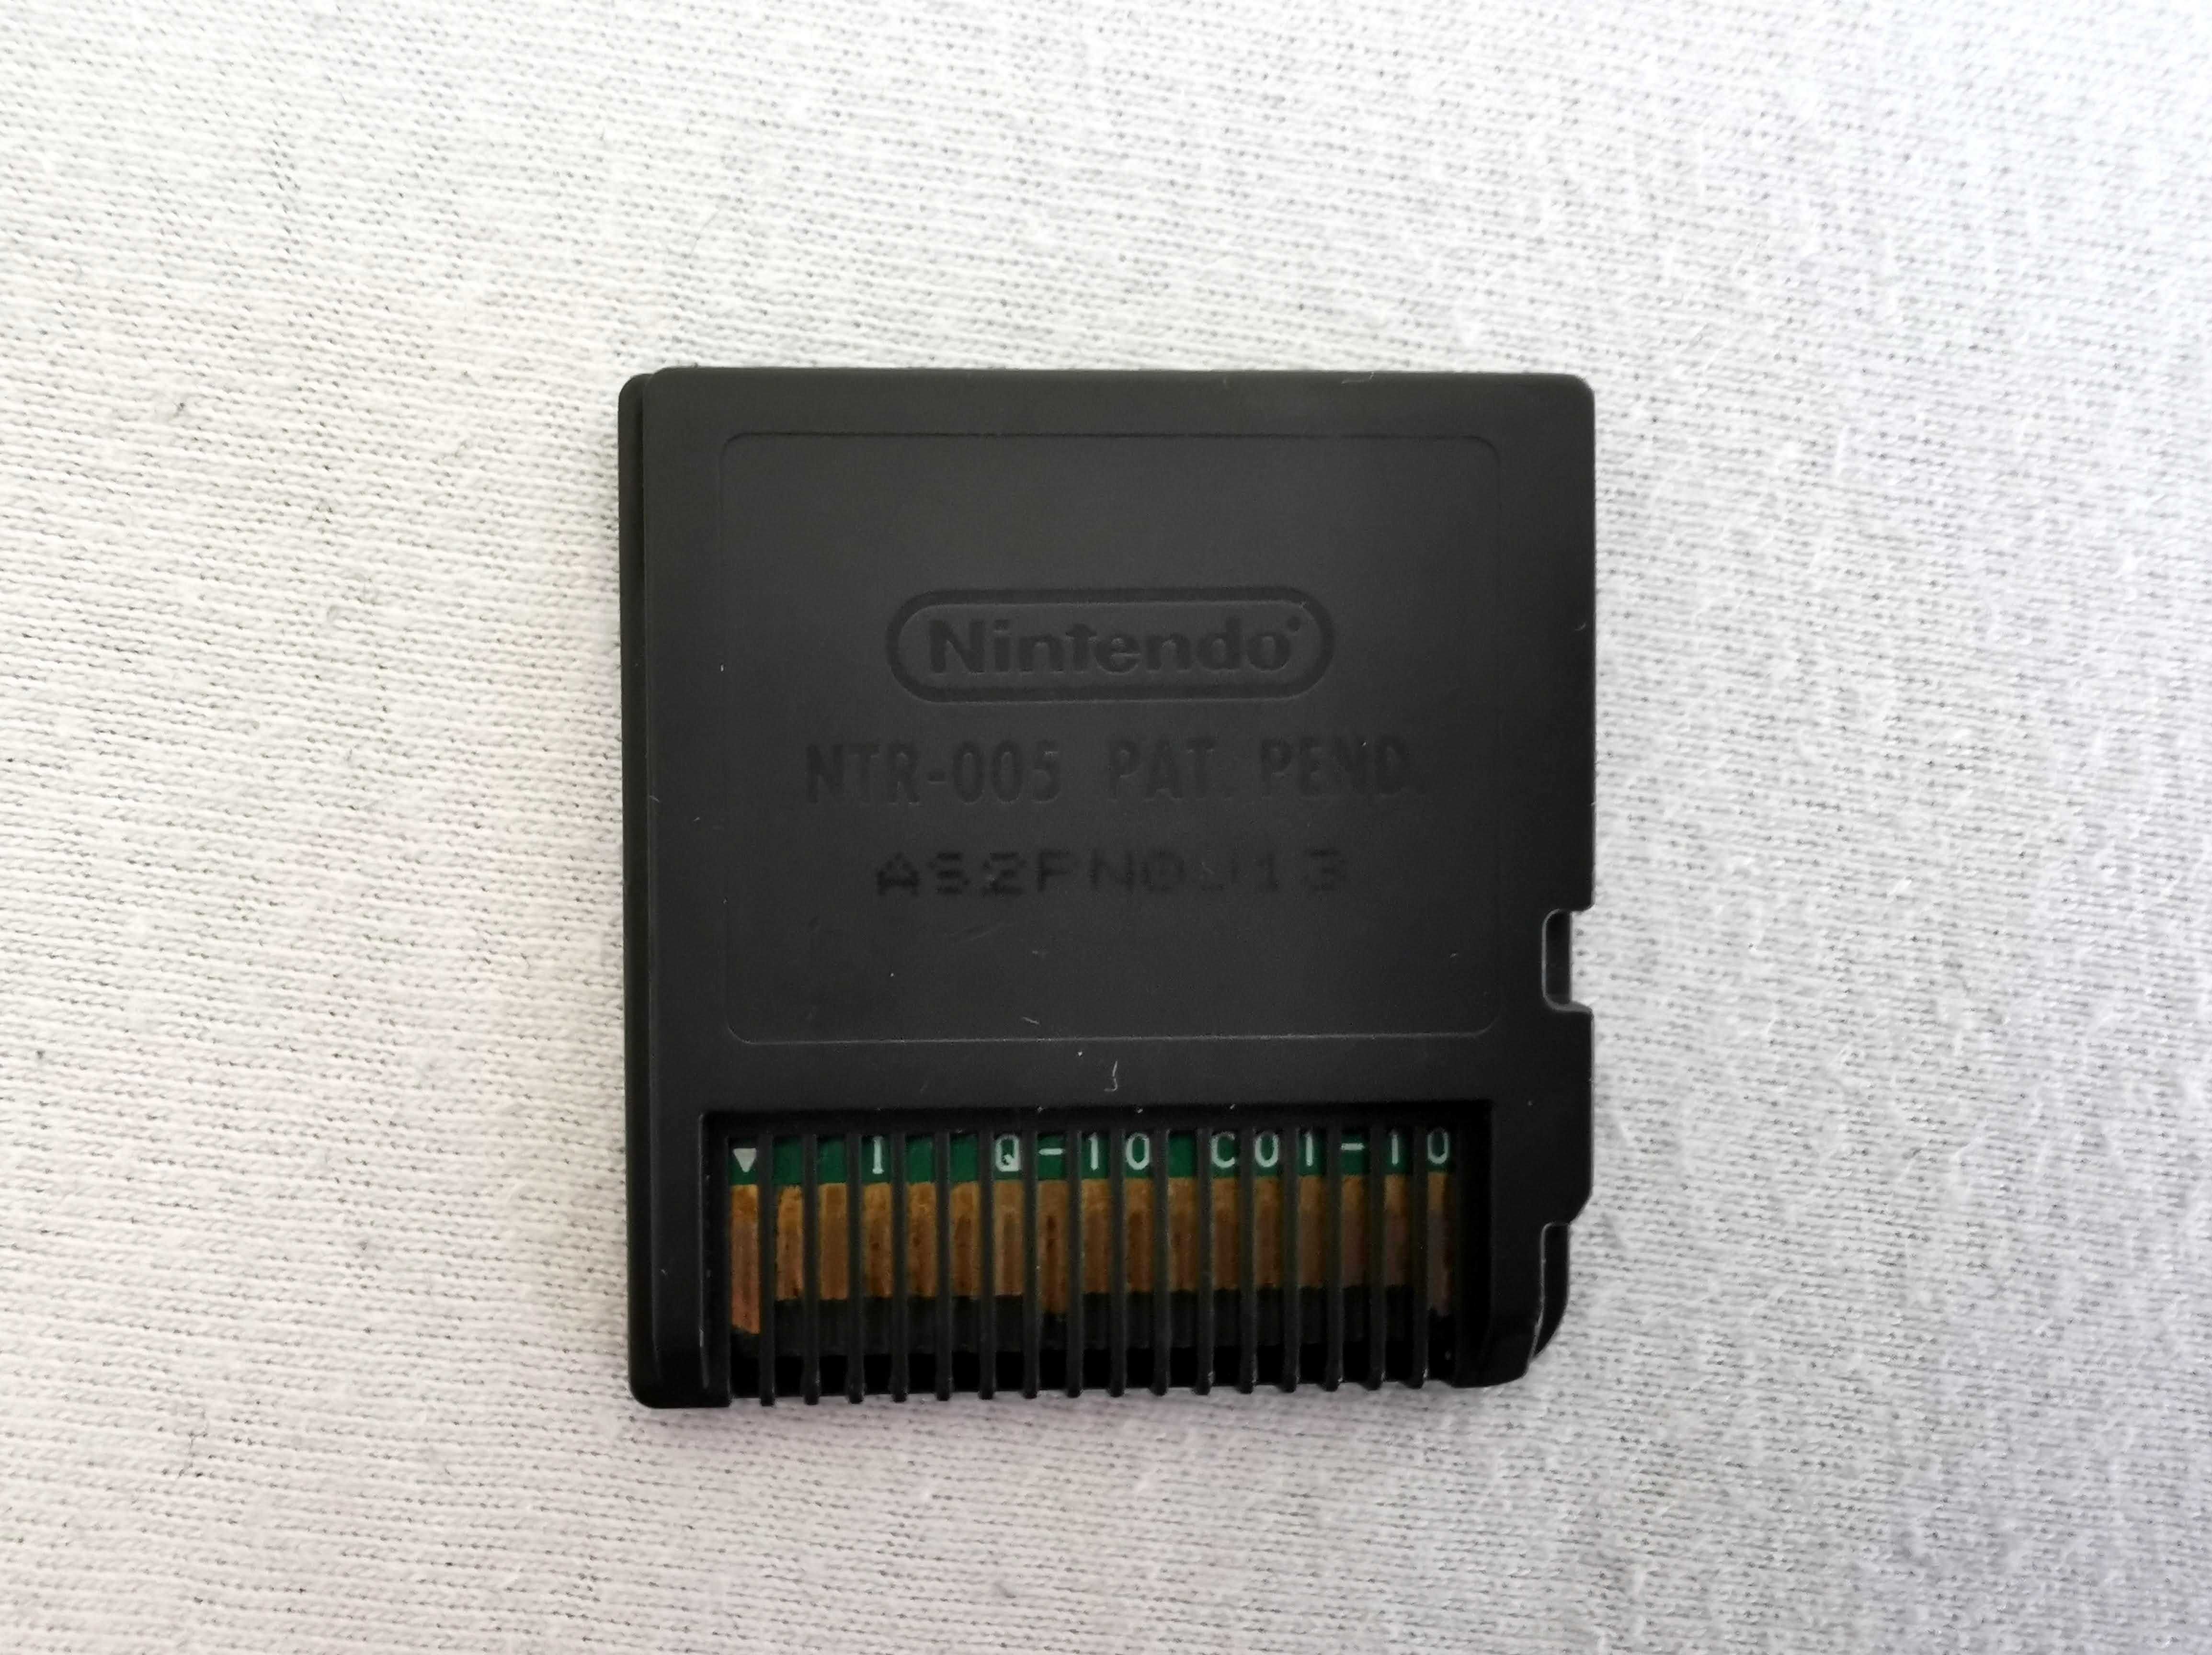 Nintendo
NTR-005 PAT. PEND.
I Q-10 C01-10